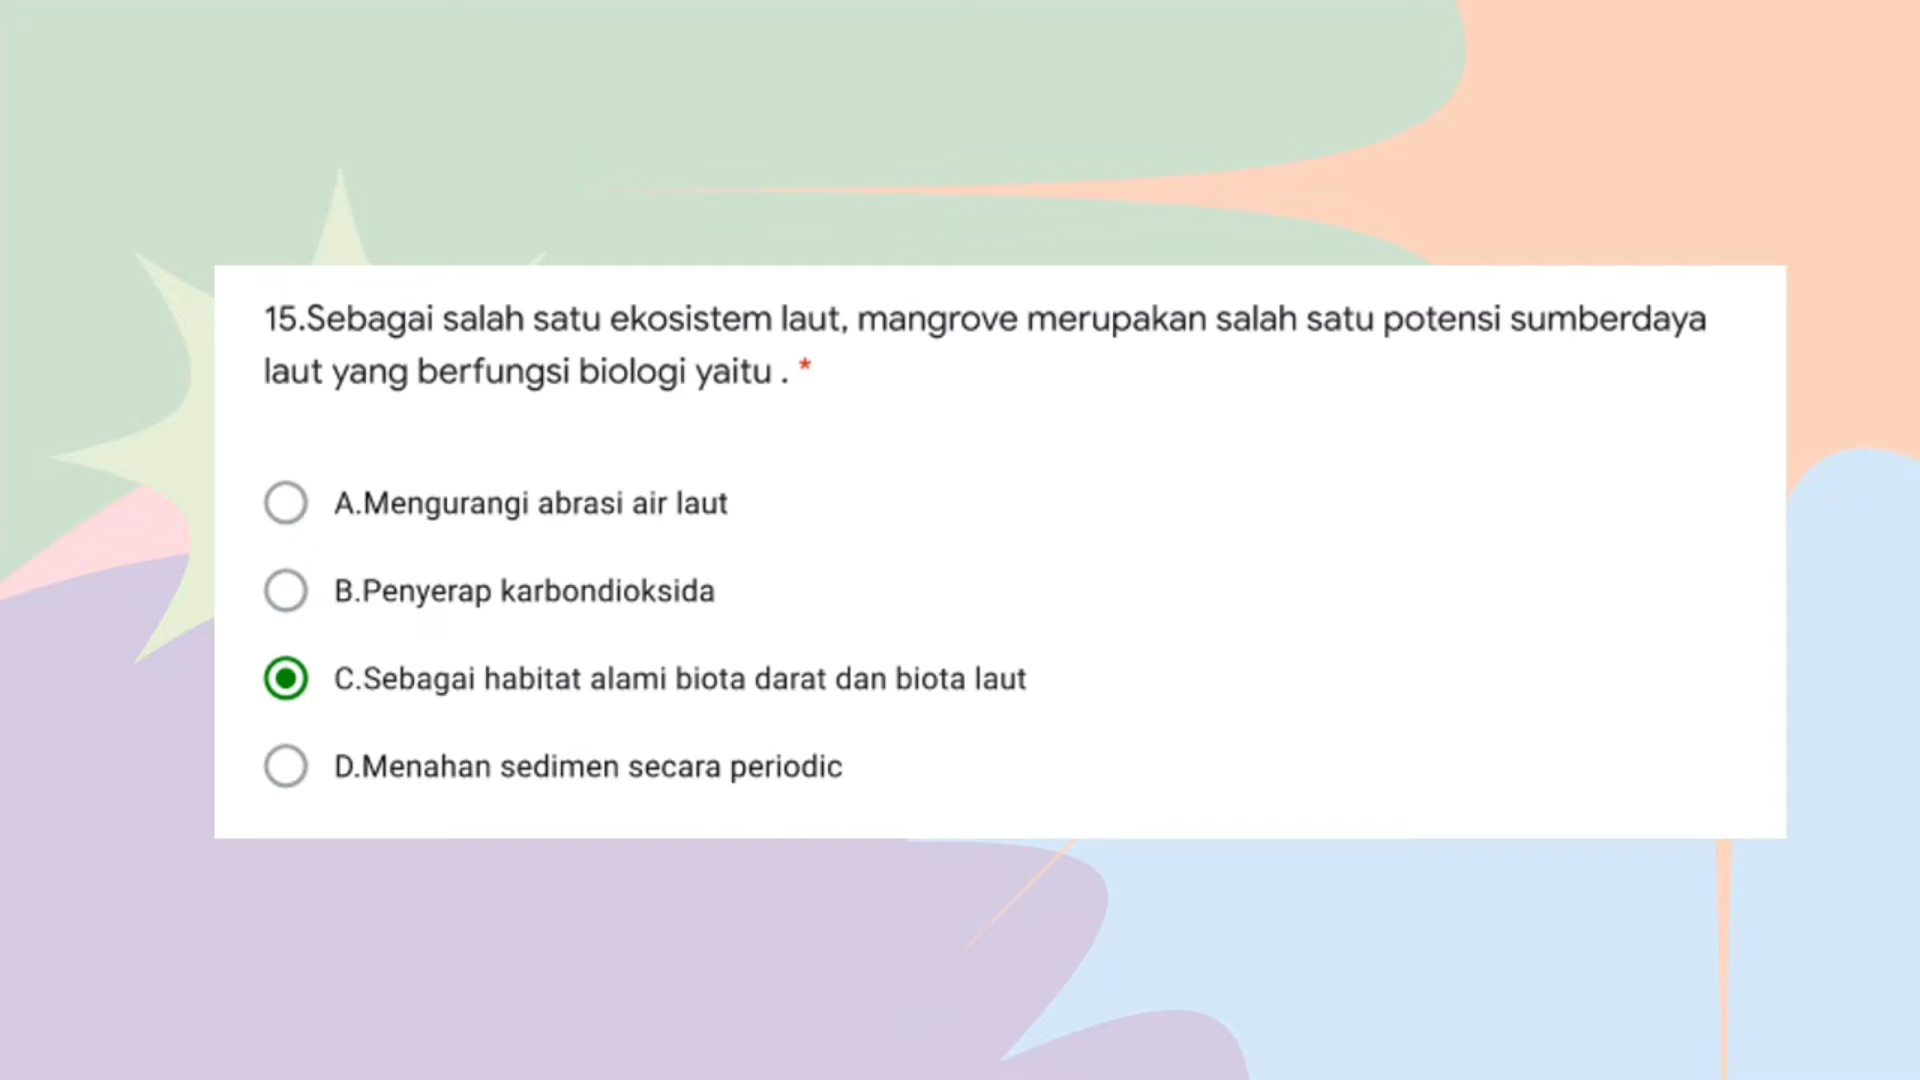 15.Sebagai salah satu ekosistem laut, mangrove merupakan salah satu potensi sumberdaya
laut yang berfungsi biologi yaitu . *
A.Mengurangi abrasi air laut
B.Penyerap karbondioksida
C.Sebagai habitat alami biota darat dan biota laut
D.Menahan sedimen secara periodic